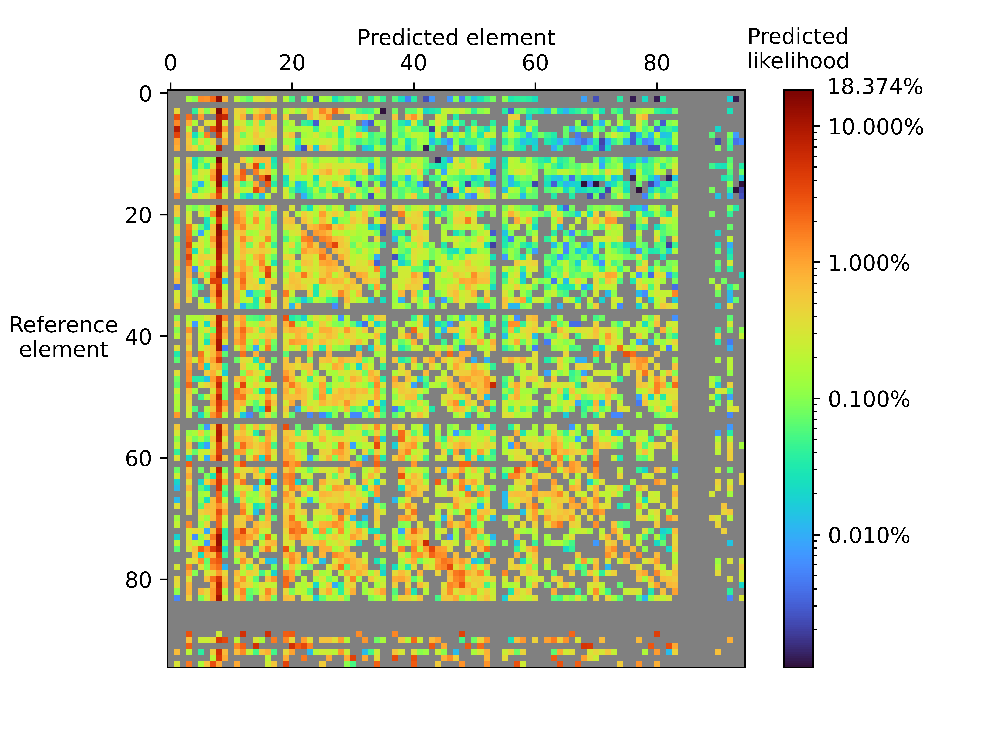 Predicted element
0 20 40 60 80
Predicted
likelihood
18.374%
10.000%
1.000%
0.100%
0.010%
0
20
40
60
80
Reference
element